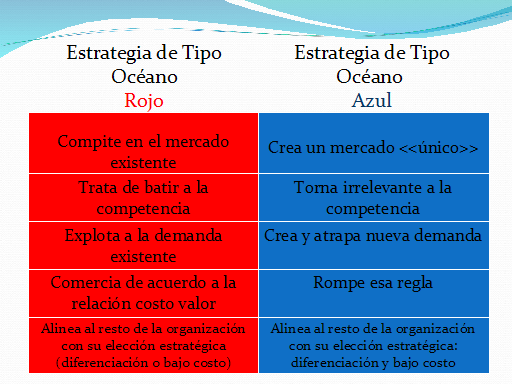 Estrategia de Tipo
Océano
Rojo
Estrategia de Tipo
Océano
Azul
Compite en el mercado
existente
Crea un mercado <<único>>
Trata de batir a la
competencia
Torna irrelevante a la
competencia
Explota a la demanda
existente
Crea y atrapa nueva demanda
Comercia de acuerdo a la
relación costo valor
Rompe esa regla
Alinea al resto de la organización
con su elección estratégica
(diferenciación o bajo costo)
Alinea al resto de la organización
con su elección estratégica:
diferenciación y bajo costo